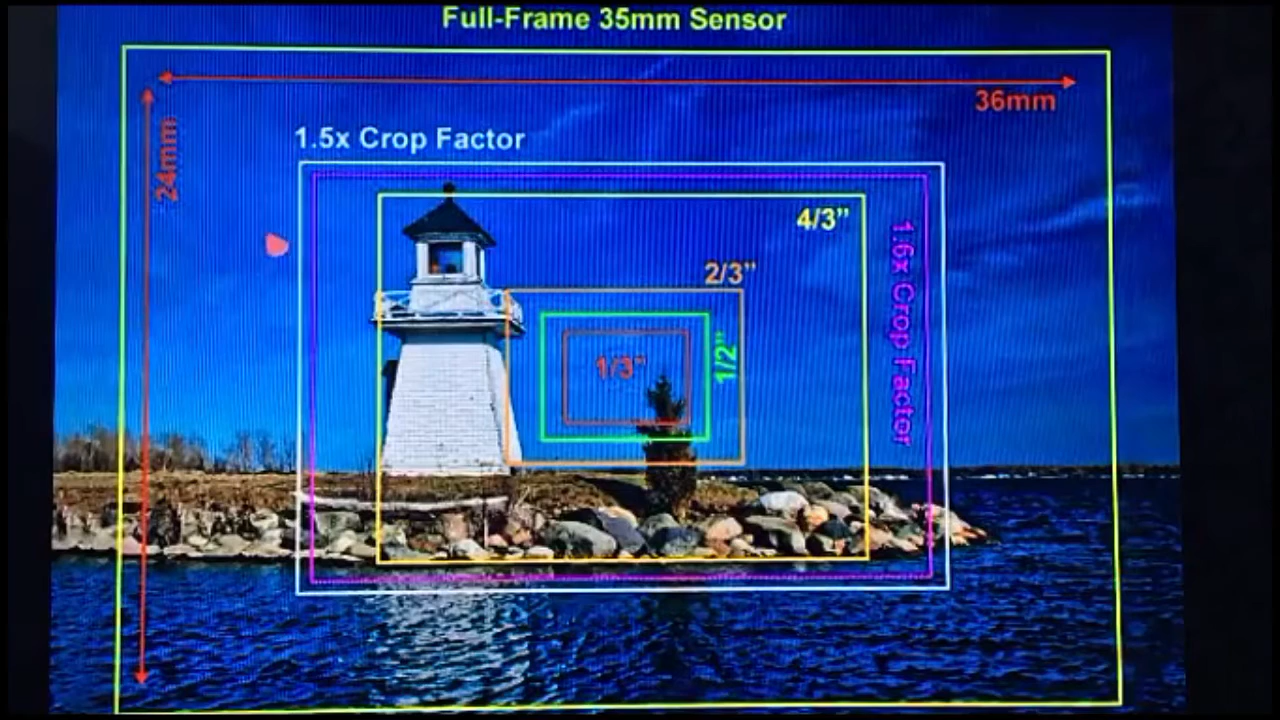 Full-Frame 35mm Sensor
36mm
24mm
1.5x Crop Factor
4/3”
1.6x Crop Factor
2/3”
1/2”
1/3”